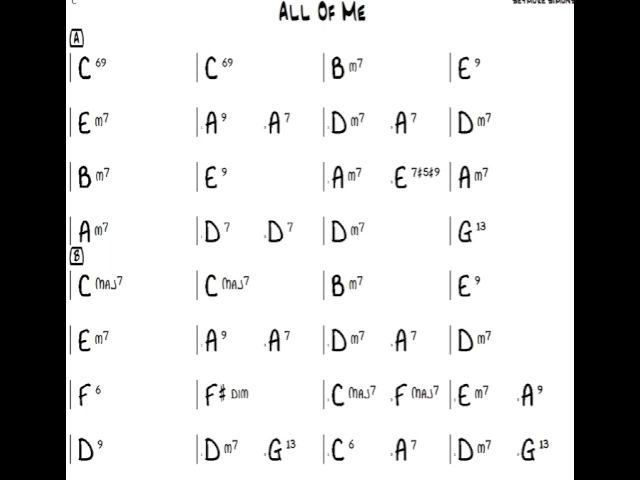 ALL OF ME
A
C69 | C69 | Bm7 | E9
Em7 | A9 A7 | Dm7 A7 | Dm7
Bm7 | E9 | Am7 E7#5#9 | Am7
Am7 | D7 D7 | Dm7 | G13
B
CMAJ7 | CMAJ7 | Bm7 | E9
Em7 | A9 A7 | Dm7 A7 | Dm7
F6 | F# DIM | CMAJ7 FMAJ7 | Em7 A9
D9 | Dm7 G13 | C6 A7 | Dm7 G13